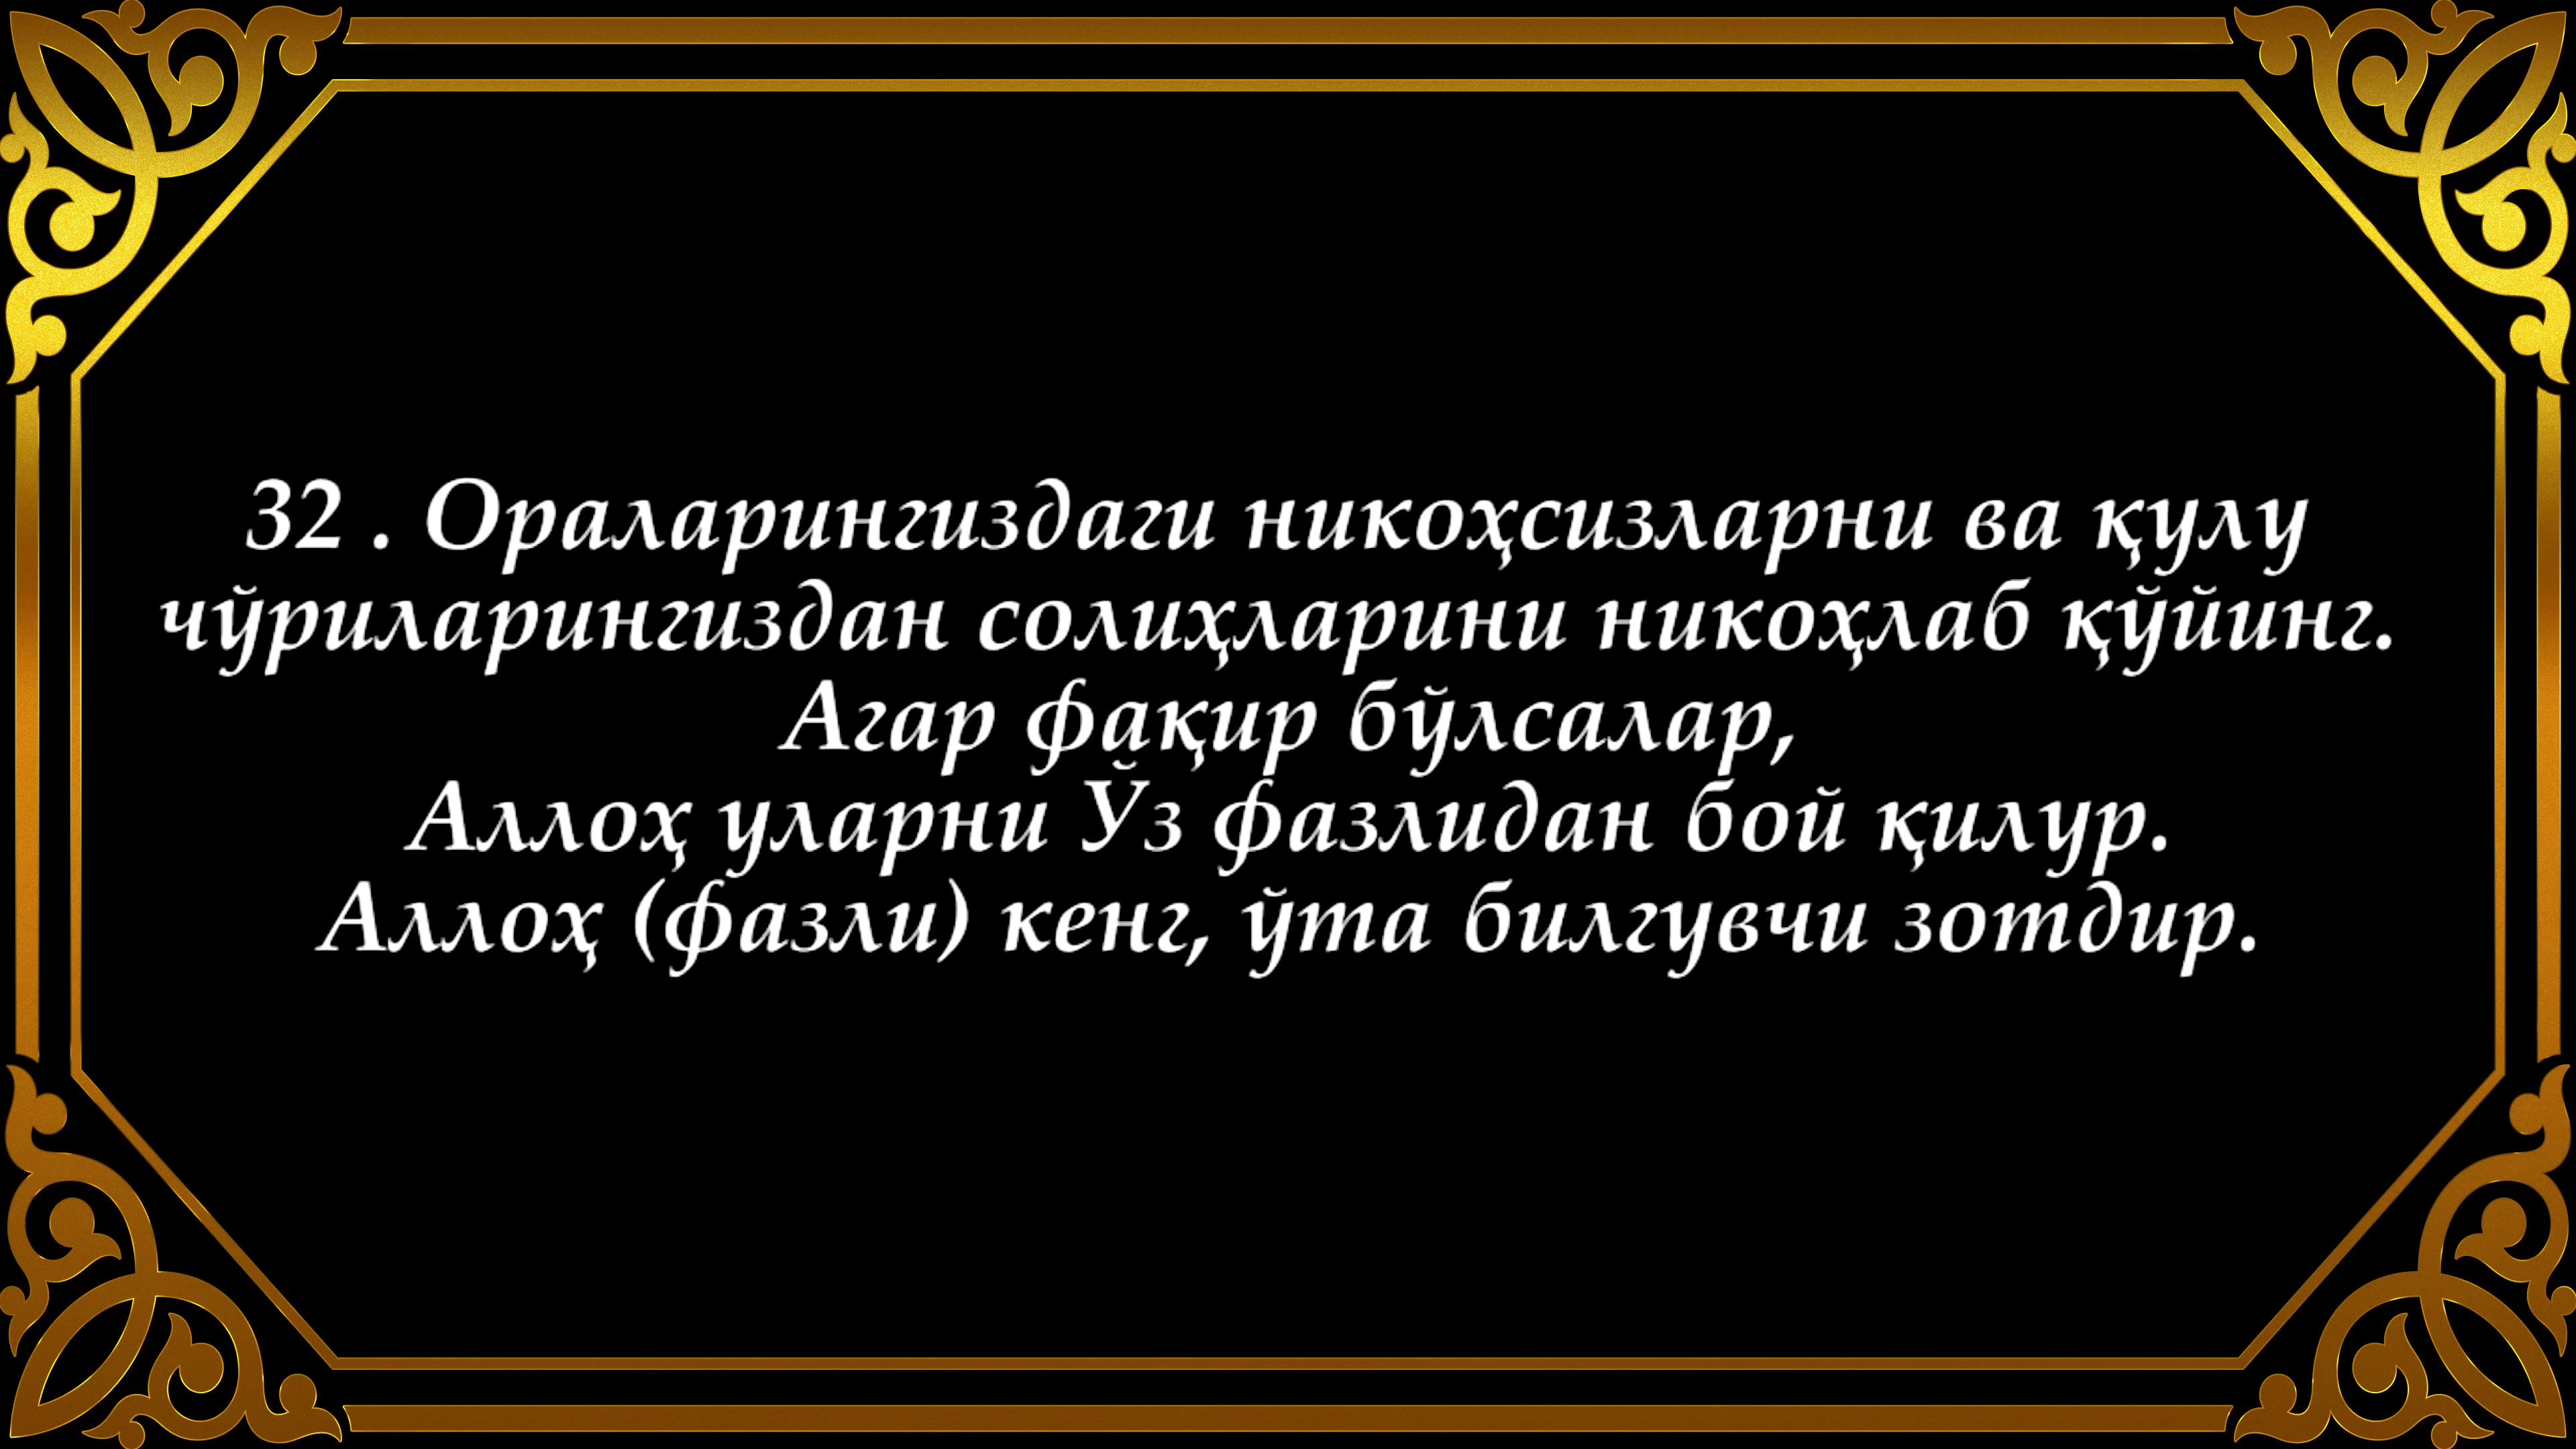 32 . Ораларингиздаги никоҳсизларни ва қулу
чўриларингиздан солиҳларини никоҳлаб қўйинг.
Агар фақир бўлсалар,
Аллоҳ уларни Ўз фазлидан бой қилур.
Аллоҳ (фазли) кенг, ўта билгувчи зотдир.